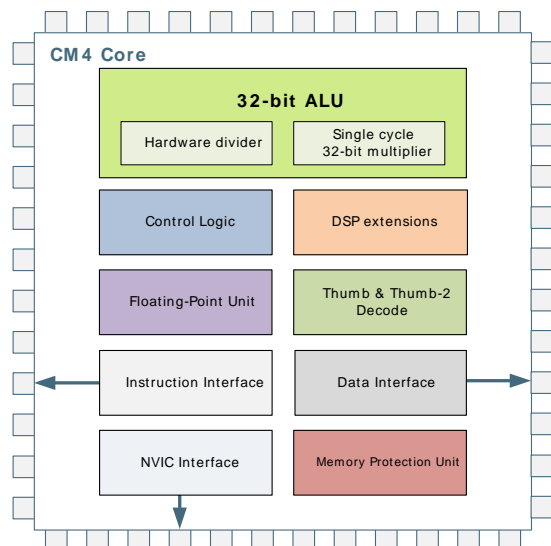 CM4 Core
32-bit ALU
Hardware divider
Single cycle
32-bit multiplier
Control Logic
DSP extensions
Floating-Point Unit
Thumb & Thumb-2
Decode
Instruction Interface
Data Interface
NVIC Interface
Memory Protection Unit